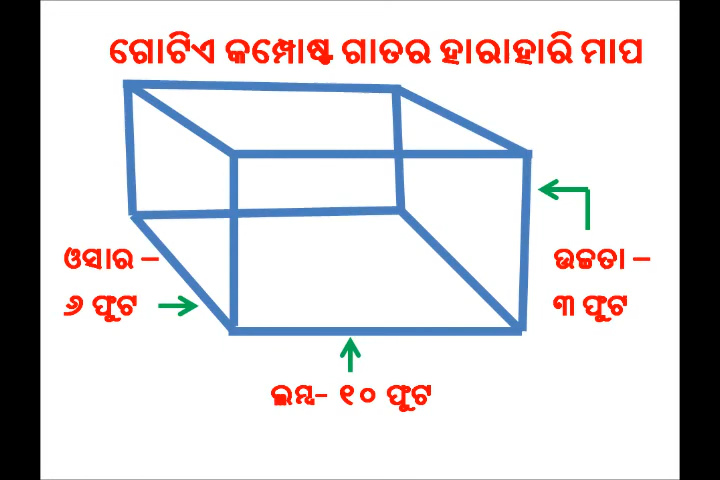 ଗୋଟିଏ କମ୍ପୋଷ୍ଟ ଗାତର ହାରାହାରି ମାପ
ଓସାର –
୬ ଫୁଟ
ଉଚ୍ଚତା –
୩ ଫୁଟ
ଲମ୍ବ- ୧୦ ଫୁଟ